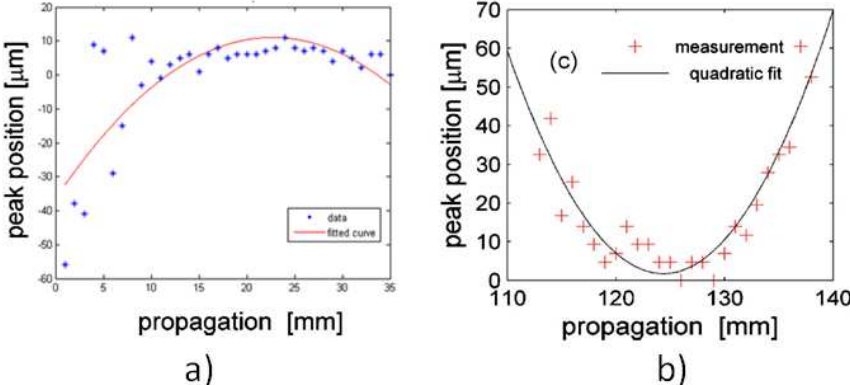 20
10
0
-10
-20
-30
-40
-50
-60
0 5 10 15 20 25 30 35
peak position [μm]
propagation [mm]
data
fitted curve
a)
70
60
50
40
30
20
10
0
110 120 130 140
peak position [μm]
propagation [mm]
(c)
measurement
quadratic fit
b)